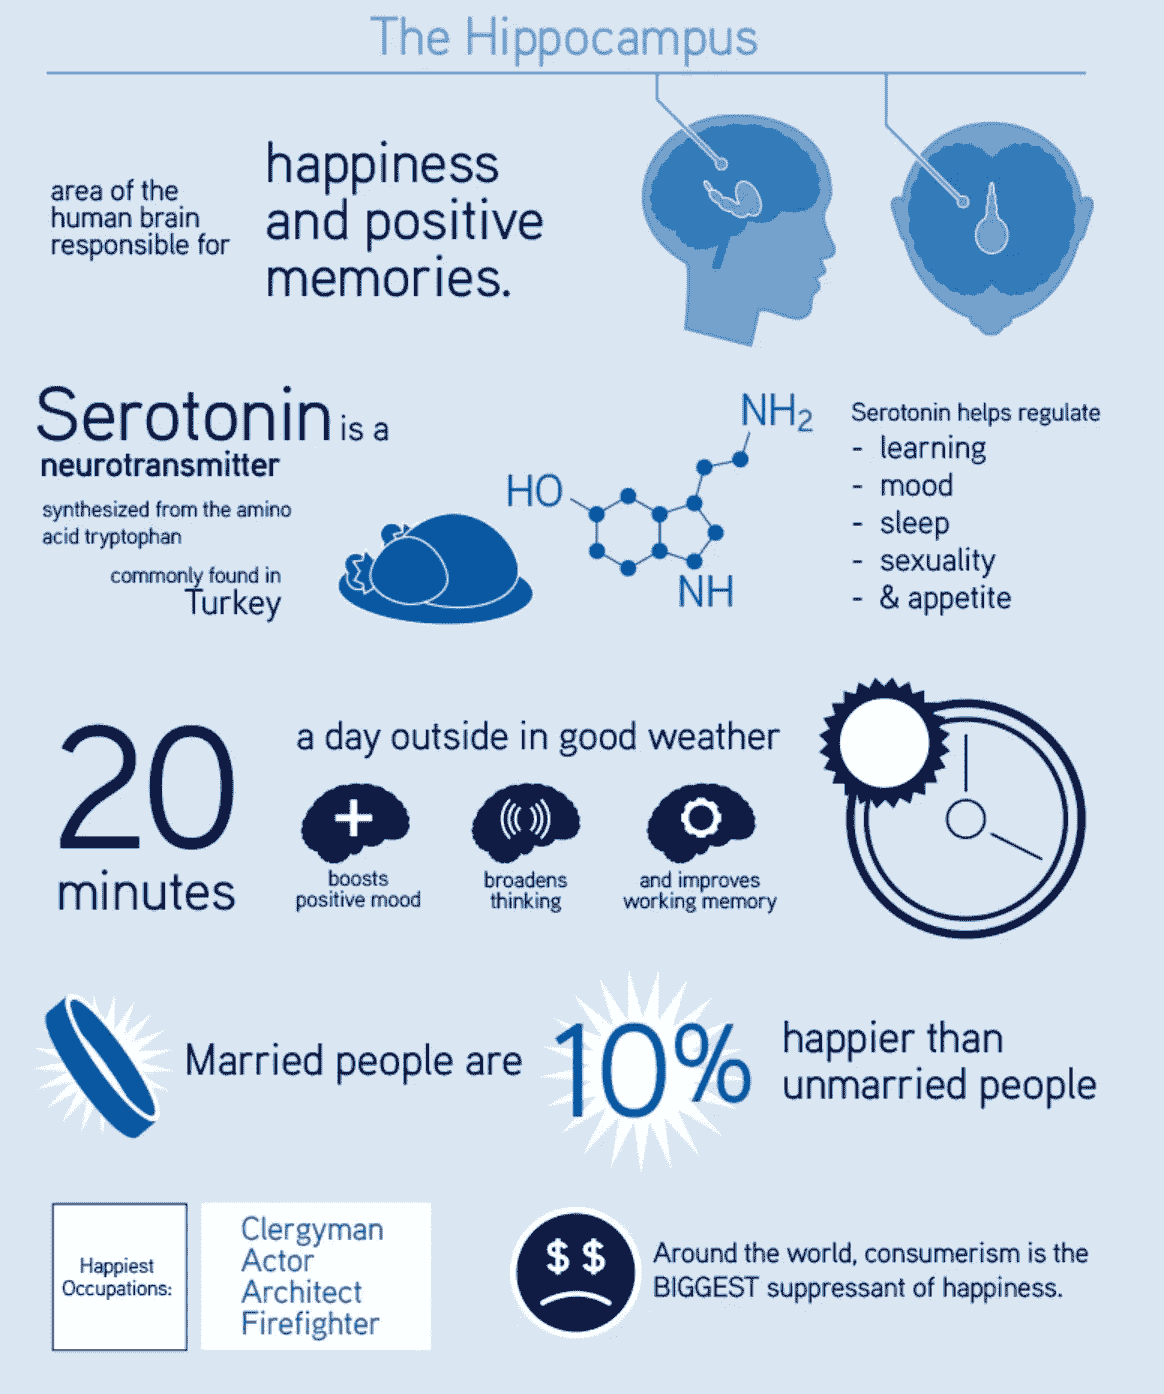 The Hippocampus
area of the
human brain
responsible for
happiness
and positive
memories.
Serotonin is a
neurotransmitter
synthesized from the amino
acid tryptophan
commonly found in
Turkey
HO
NH₂
NH
Serotonin helps regulate
- learning
- mood
- sleep
- sexuality
- & appetite
20
minutes
a day outside in good weather
boosts
positive mood
broadens
thinking
and improves
working memory
Married people are
10%
happier than
unmarried people
Happiest
Occupations:
Clergyman
Actor
Architect
Firefighter
$ $
Around the world, consumerism is the
BIGGEST suppressant of happiness.